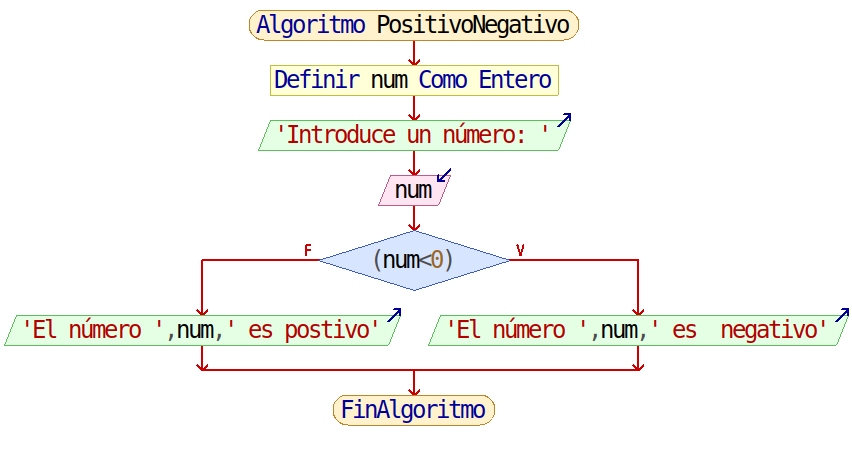 Algoritmo PositivoNegativo
Definir num Como Entero
'Introduce un número: '
num
F
V
(num<0)
'El número ',num,' es postivo'
'El número ',num,' es  negativo'
FinAlgoritmo